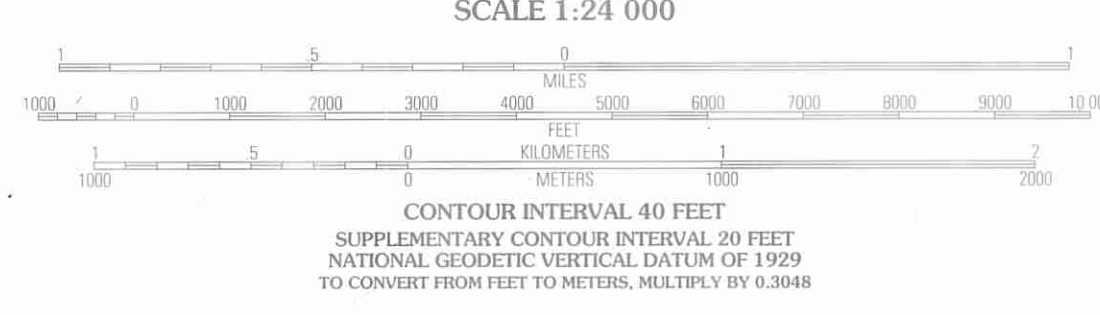 SCALE 1:24 000
1 .5 0 1
MILES
1000 0 1000 2000 3000 4000 5000 6000 7000 8000 9000 10 00
FEET
1 .5 0 KILOMETERS 1 2
1000 0 METERS 1000 2000
CONTOUR INTERVAL 40 FEET
SUPPLEMENTARY CONTOUR INTERVAL 20 FEET
NATIONAL GEODETIC VERTICAL DATUM OF 1929
TO CONVERT FROM FEET TO METERS, MULTIPLY BY 0.3048